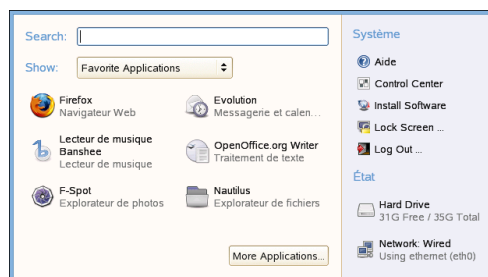 Search:
Show: Favorite Applications
Firefox
Navigateur Web
Evolution
Messagerie et calen...
Lecteur de musique
Banshee
Lecteur de musique
OpenOffice.org Writer
Traitement de texte
F-Spot
Explorateur de photos
Nautilus
Explorateur de fichiers
More Applications...
Système
Aide
Control Center
Install Software
Lock Screen ...
Log Out ...
État
Hard Drive
31G Free / 35G Total
Network: Wired
Using ethernet (eth0)